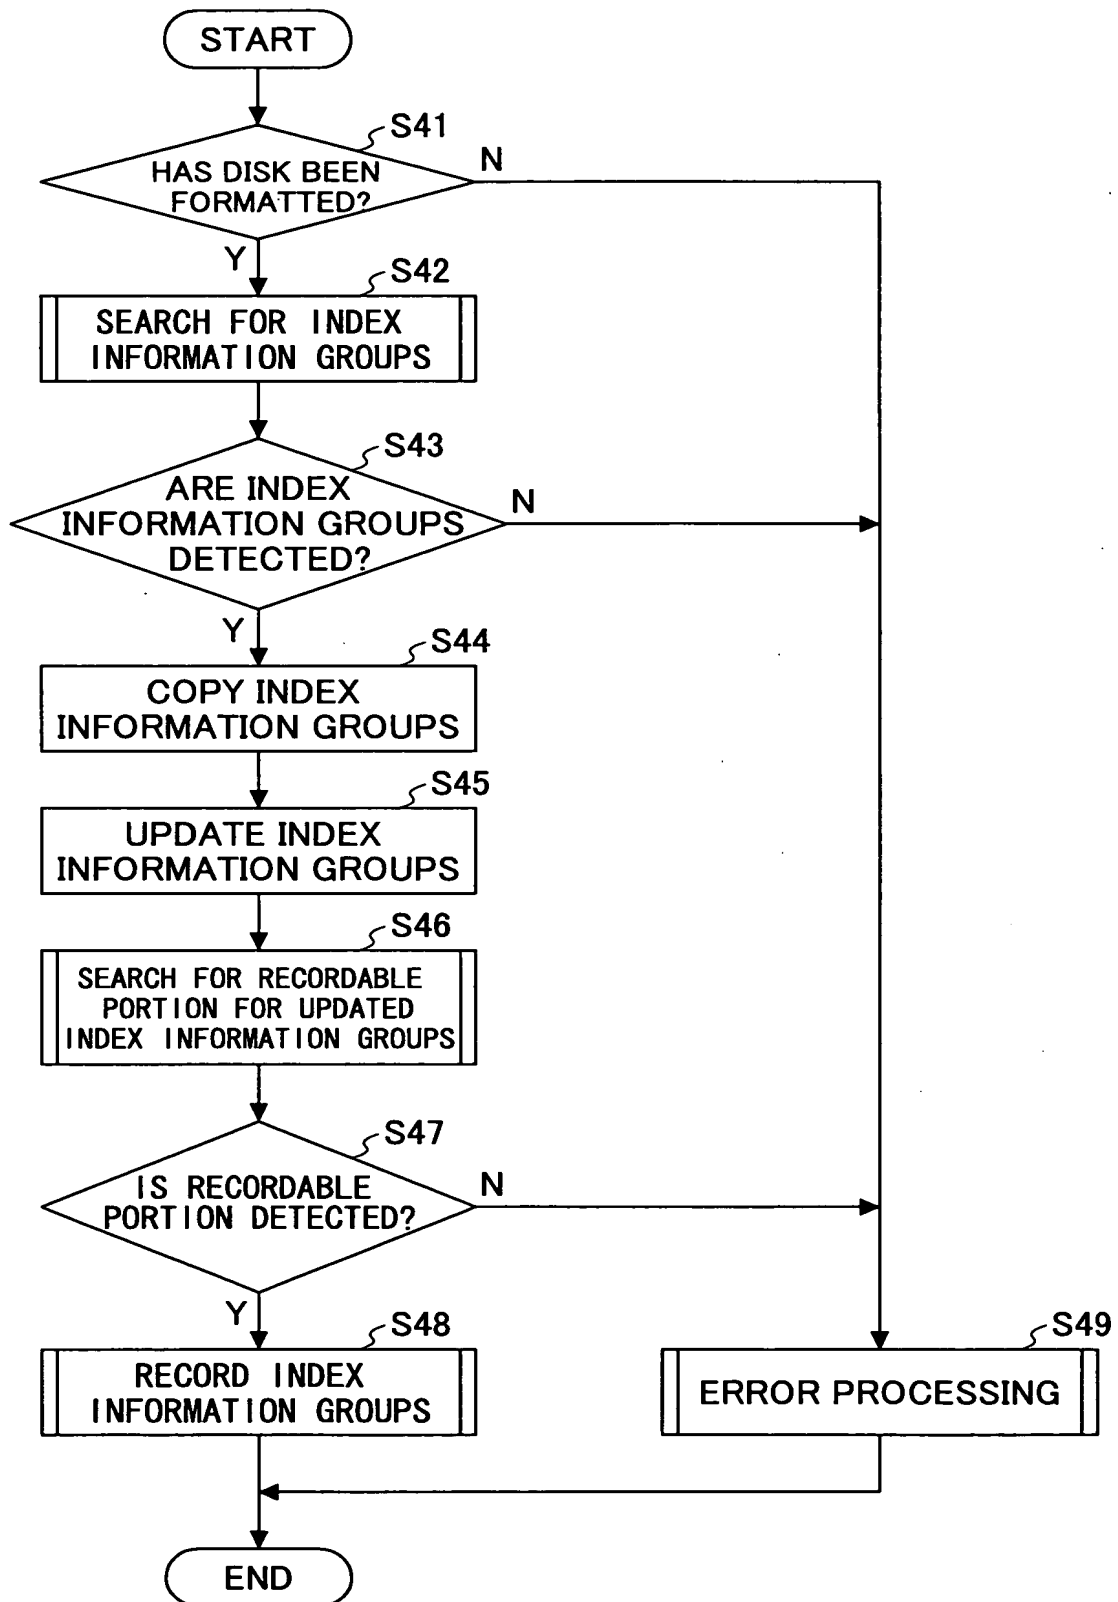 START
S41
HAS DISK BEEN
FORMATTED?
N
Y
S42
SEARCH FOR INDEX
INFORMATION GROUPS
S43
ARE INDEX
INFORMATION GROUPS
DETECTED?
N
Y
S44
COPY INDEX
INFORMATION GROUPS
S45
UPDATE INDEX
INFORMATION GROUPS
S46
SEARCH FOR RECORDABLE
PORTION FOR UPDATED
INDEX INFORMATION GROUPS
S47
IS RECORDABLE
PORTION DETECTED?
N
Y
S48
RECORD INDEX
INFORMATION GROUPS
S49
ERROR PROCESSING
END